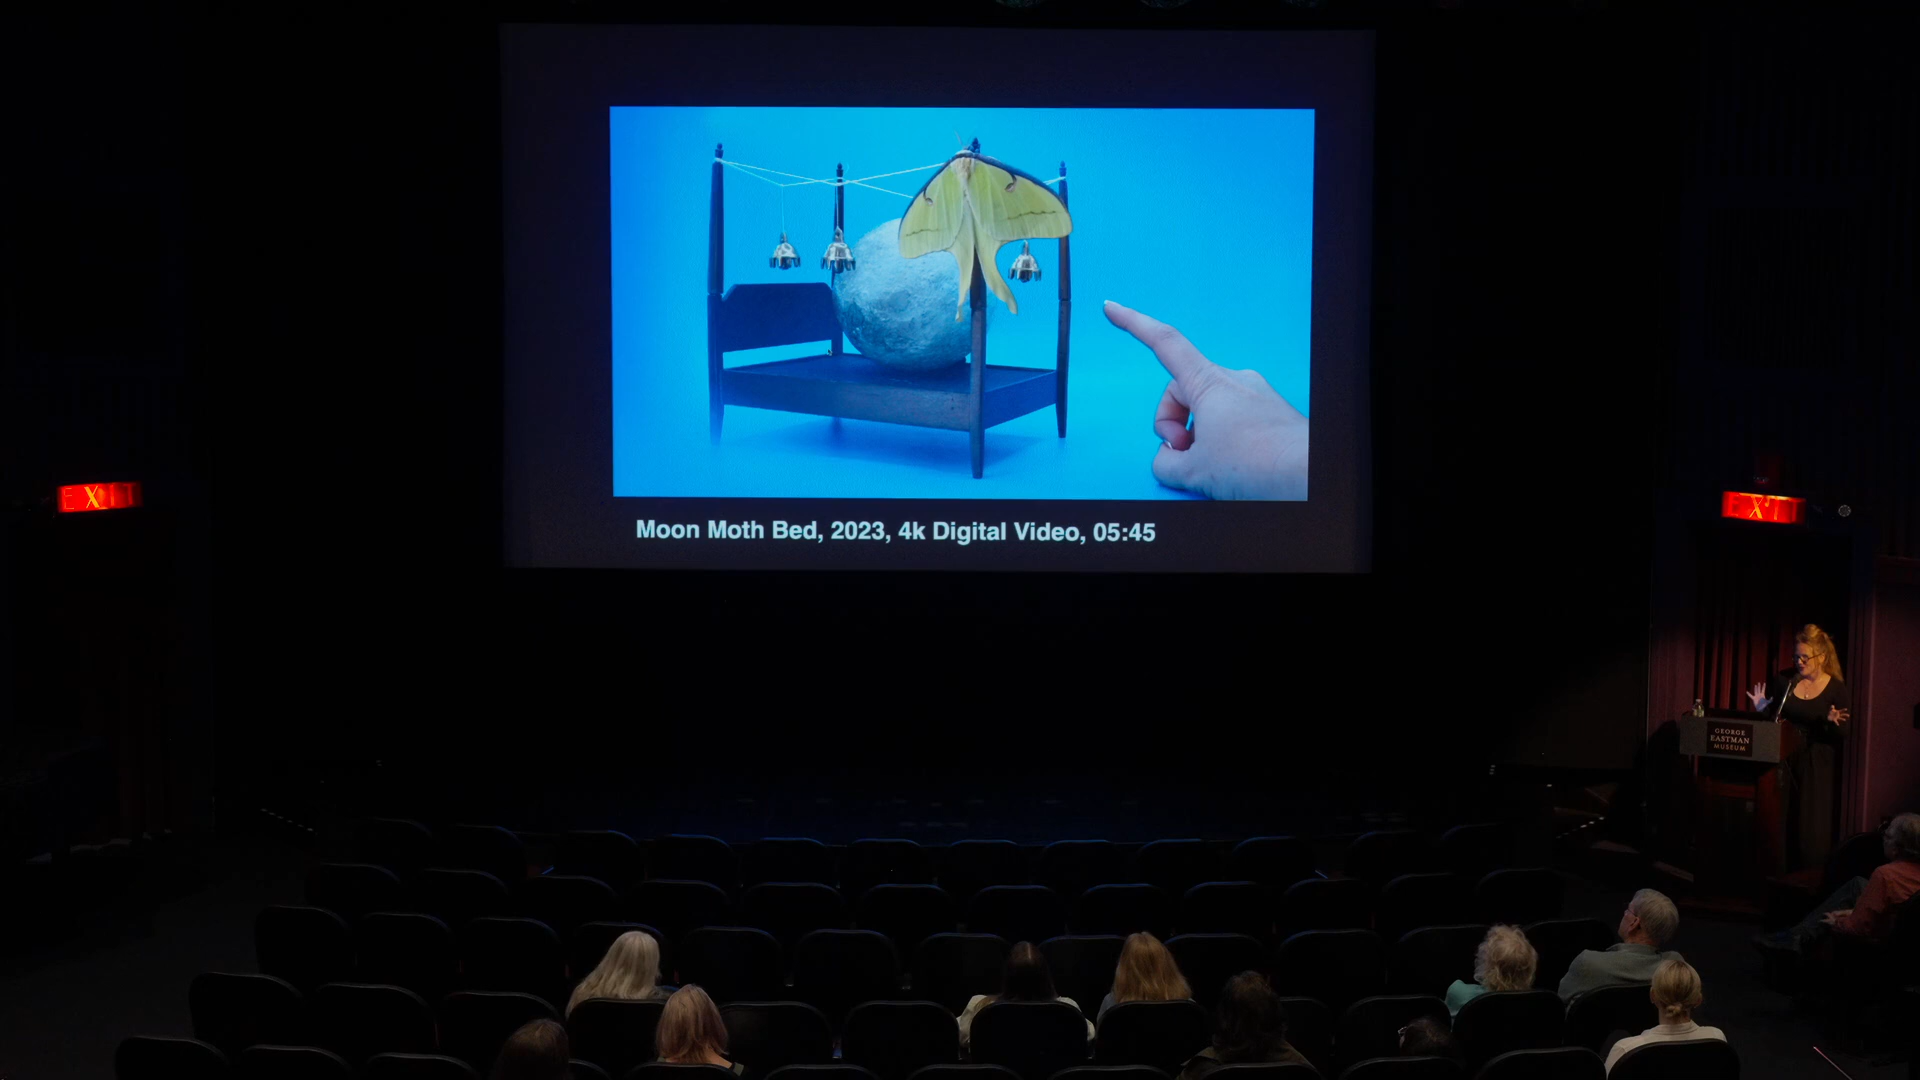 Moon Moth Bed, 2023, 4k Digital Video, 05:45
EXIT
EXIT
GEORGE
EASTMAN
MUSEUM